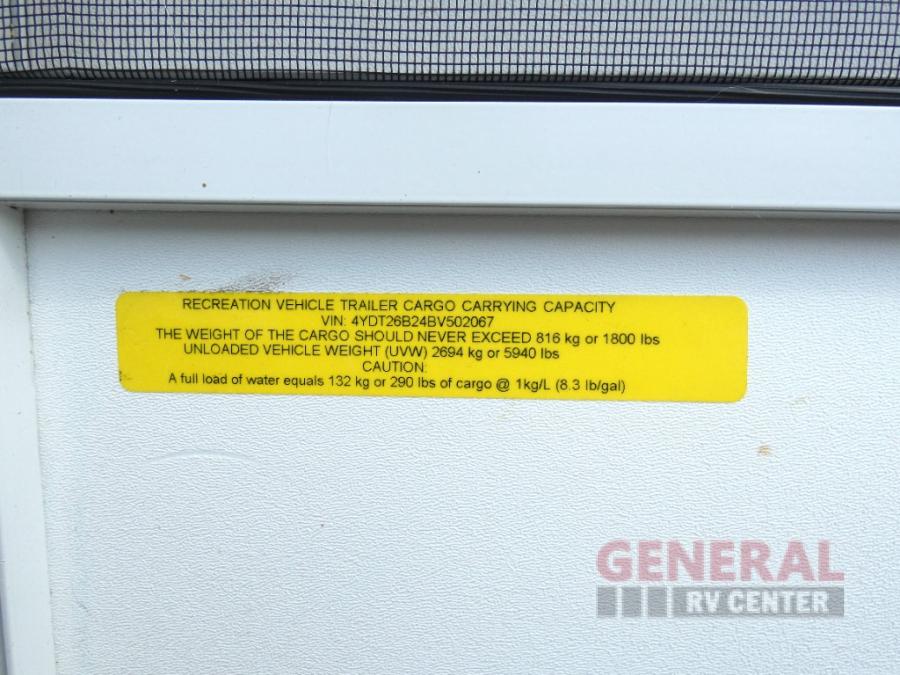 RECREATION VEHICLE TRAILER CARGO CARRYING CAPACITY
VIN: 4YDT26B24BV502067
THE WEIGHT OF THE CARGO SHOULD NEVER EXCEED 816 kg or 1800 lbs
UNLOADED VEHICLE WEIGHT (UVW) 2694 kg or 5940 lbs
CAUTION:
A full load of water equals 132 kg or 290 lbs of cargo @ 1kg/L (8.3 lb/gal)
GENERAL
RV CENTER